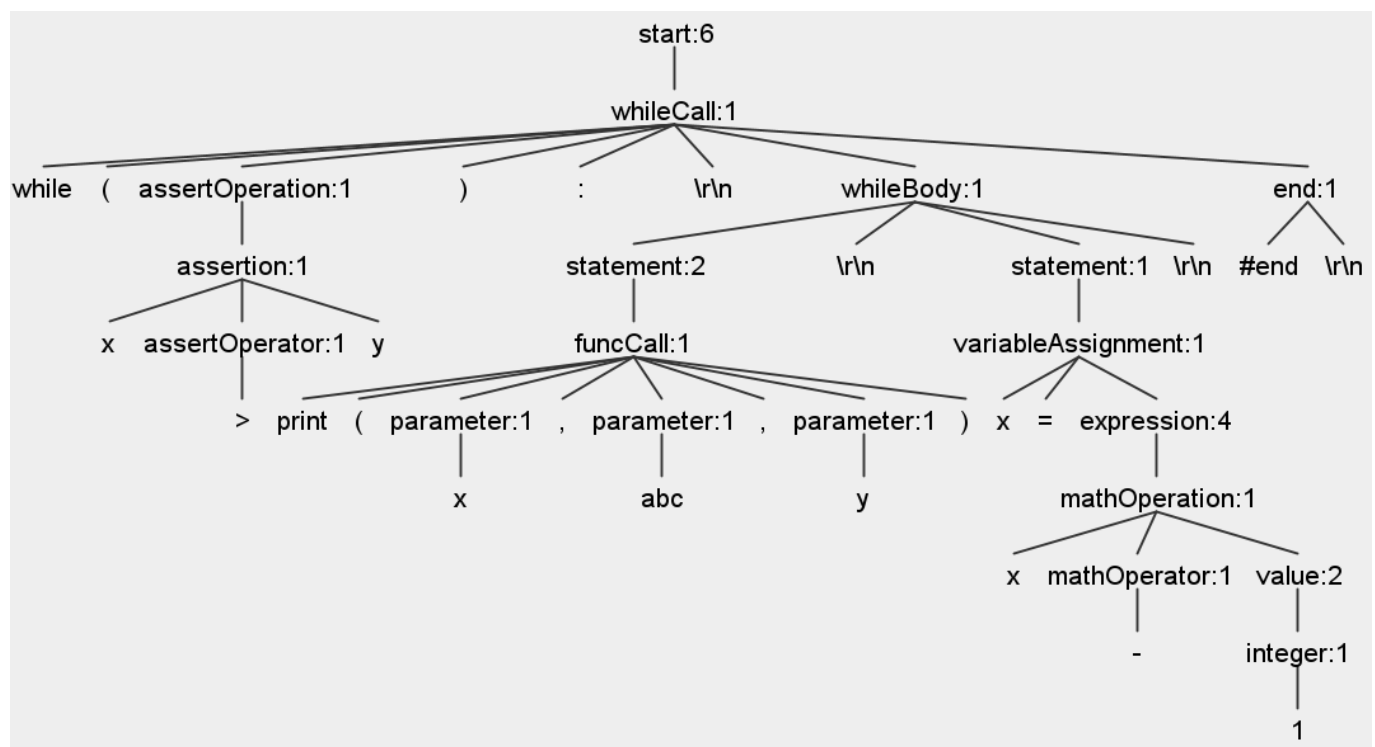 start:6
whileCall:1
while ( assertOperation:1 ) : \r\n whileBody:1 end:1
assertion:1 statement:2 \r\n statement:1 \r\n #end \r\n
x assertOperator:1 y funcCall:1 variableAssignment:1
> print ( parameter:1 , parameter:1 , parameter:1 ) x = expression:4
x abc y mathOperation:1
x mathOperator:1 value:2
- integer:1
1